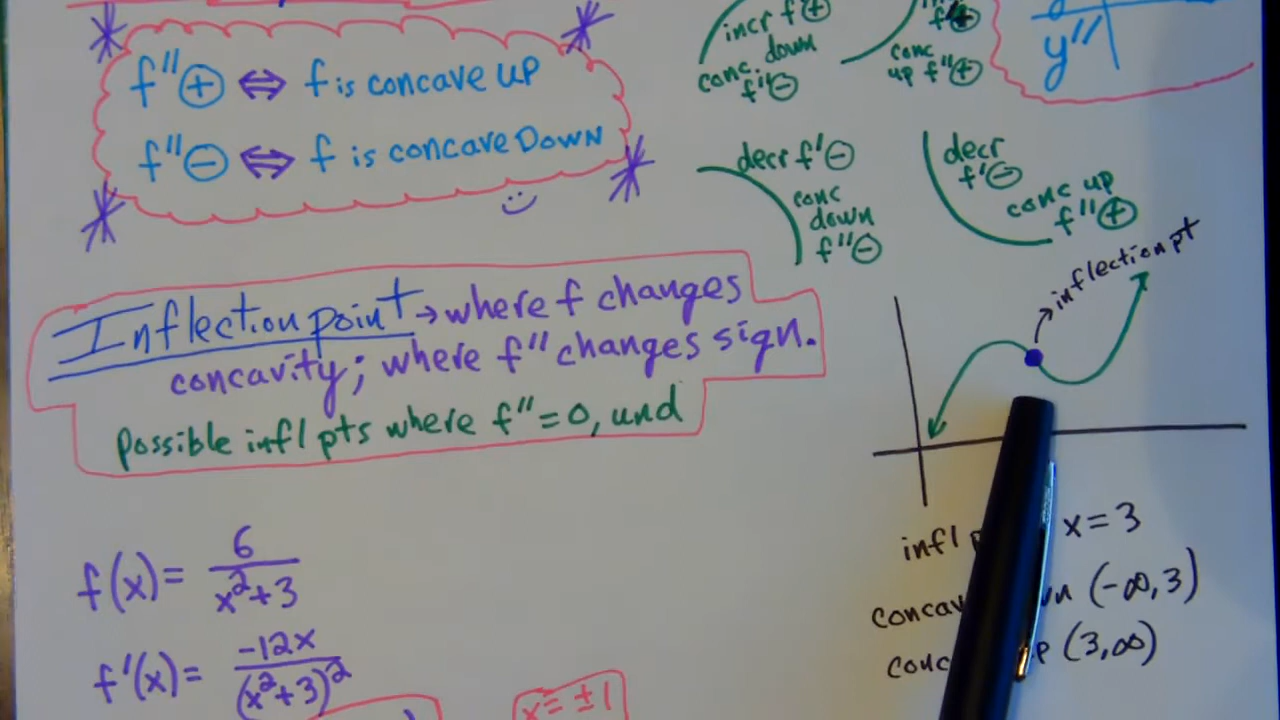 f''⊕ ⇔ f is concave up
f''⊖ ⇔ f is concave Down
incr f'⊕
conc. down
f''⊖
conc
up f''⊕
y''
decr f'⊖
conc
down
f''⊖
decr
f'⊖
conc up
f''⊕
Inflection point → where f changes
concavity; where f'' changes sign.
possible infl pts where f''=0, und
inflection pt
infl x=3
(-∞,3)
(3,∞)
f(x)= 6/(x²+3)
f'(x)= -12x/(x²+3)²
x=±1